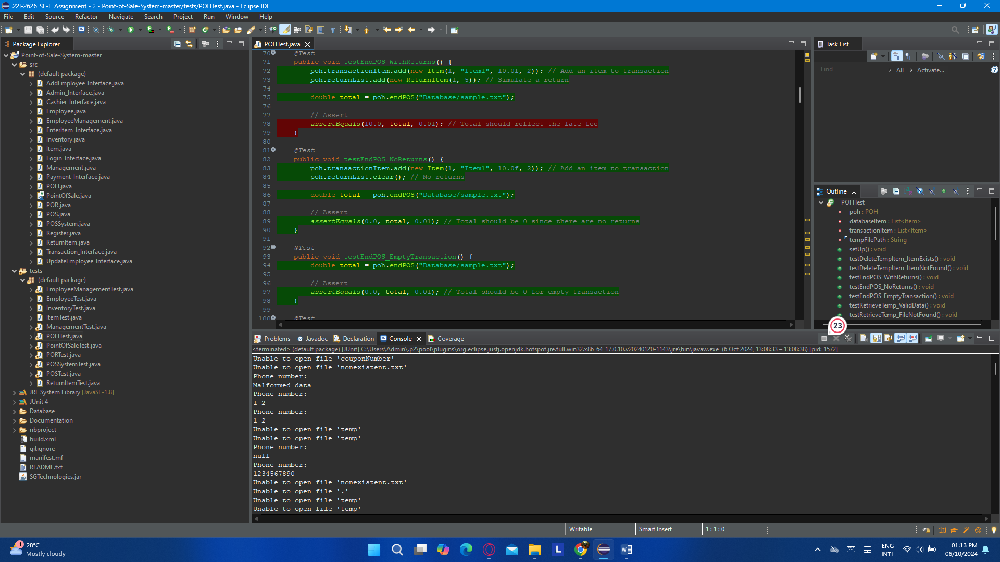 22I-2626_SE-E_Assignment - 2 - Point-of-Sale-System-master/tests/POHTest.java - Eclipse IDE
File Edit Source Refactor Navigate Search Project Run Window Help
Package Explorer
Point-of-Sale-System-master
src
(default package)
AddEmployee_Interface.java
Admin_Interface.java
Cashier_Interface.java
Employee.java
EmployeeManagement.java
EnterItem_Interface.java
Inventory.java
Item.java
Login_Interface.java
Management.java
Payment_Interface.java
POH.java
PointOfSale.java
POR.java
POS.java
POSSystem.java
Register.java
ReturnItem.java
Transaction_Interface.java
UpdateEmployee_Interface.java
tests
(default package)
EmployeeManagementTest.java
EmployeeTest.java
InventoryTest.java
ItemTest.java
ManagementTest.java
POHTest.java
PointOfSaleTest.java
PORTest.java
POSSystemTest.java
POSTest.java
ReturnItemTest.java
JRE System Library [JavaSE-1.8]
JUnit 4
Database
Documentation
nbproject
build.xml
gitignore
manifest.mf
README.txt
SGTechnologies.jar
POHTest.java
70 @Test
71 public void testEndPOS_WithReturns() {
72 poh.transactionItem.add(new Item(1, "Item1", 10.0f, 2)); // Add an item to transaction
73 poh.returnList.add(new ReturnItem(1, 5)); // Simulate a return
74
75 double total = poh.endPOS("Database/sample.txt");
76
77 // Assert
78 assertEquals(10.0, total, 0.01); // Total should reflect the late fee
79 }
80
81 @Test
82 public void testEndPOS_NoReturns() {
83 poh.transactionItem.add(new Item(1, "Item1", 10.0f, 2)); // Add an item to transaction
84 poh.returnList.clear(); // No returns
85
86 double total = poh.endPOS("Database/sample.txt");
87
88 // Assert
89 assertEquals(0.0, total, 0.01); // Total should be 0 since there are no returns
90 }
91
92 @Test
93 public void testEndPOS_EmptyTransaction() {
94 double total = poh.endPOS("Database/sample.txt");
95
96 // Assert
97 assertEquals(0.0, total, 0.01); // Total should be 0 for empty transaction
98 }
99
100 @Test
Task List
Find All Activate...
Outline
POHTest
poh : POH
databaseItem : List<Item>
transactionItem : List<Item>
tempFilePath : String
setUp() : void
testDeleteTempItem_ItemExists() : void
testDeleteTempItem_ItemNotFound() : void
testEndPOS_WithReturns() : void
testEndPOS_NoReturns() : void
testEndPOS_EmptyTransaction() : void
testRetrieveTemp_ValidData() : void
testRetrieveTemp_FileNotFound() : void
23
Problems Javadoc Declaration Console Coverage
<terminated> (default package) [JUnit] C:\Users\Admin\.p2\pool\plugins\org.eclipse.justj.openjdk.hotspot.jre.full.win32.x86_64_17.0.10.v20240120-1143\jre\bin\javaw.exe (6 Oct 2024, 13:08:33 – 13:08:38) [pid: 1572]
Unable to open file 'couponNumber'
Unable to open file 'nonexistent.txt'
Phone number:
Malformed data
Phone number:
1 2
Phone number:
1 2
Unable to open file 'temp'
Unable to open file 'temp'
Phone number:
null
Phone number:
1234567890
Unable to open file 'nonexistent.txt'
Unable to open file '.'
Unable to open file 'temp'
Unable to open file 'temp'
Writable Smart Insert 1 : 1 : 0
1
28°C
Mostly cloudy
ENG
INTL
01:13 PM
06/10/2024